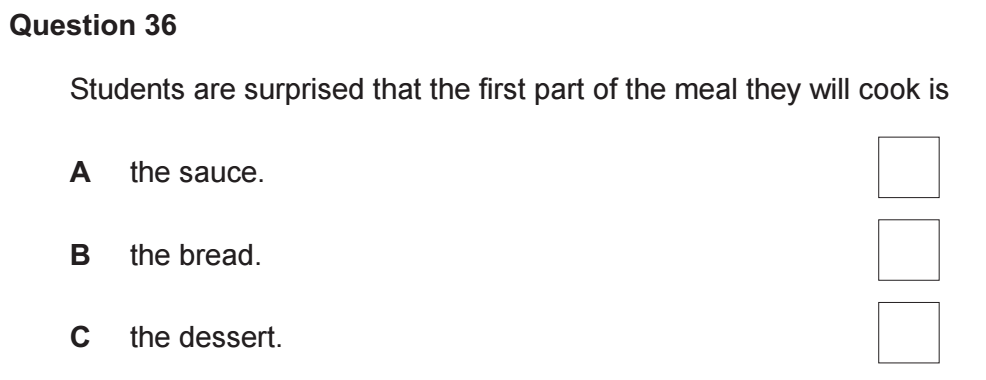 Question 36
Students are surprised that the first part of the meal they will cook is
A the sauce.
B the bread.
C the dessert.